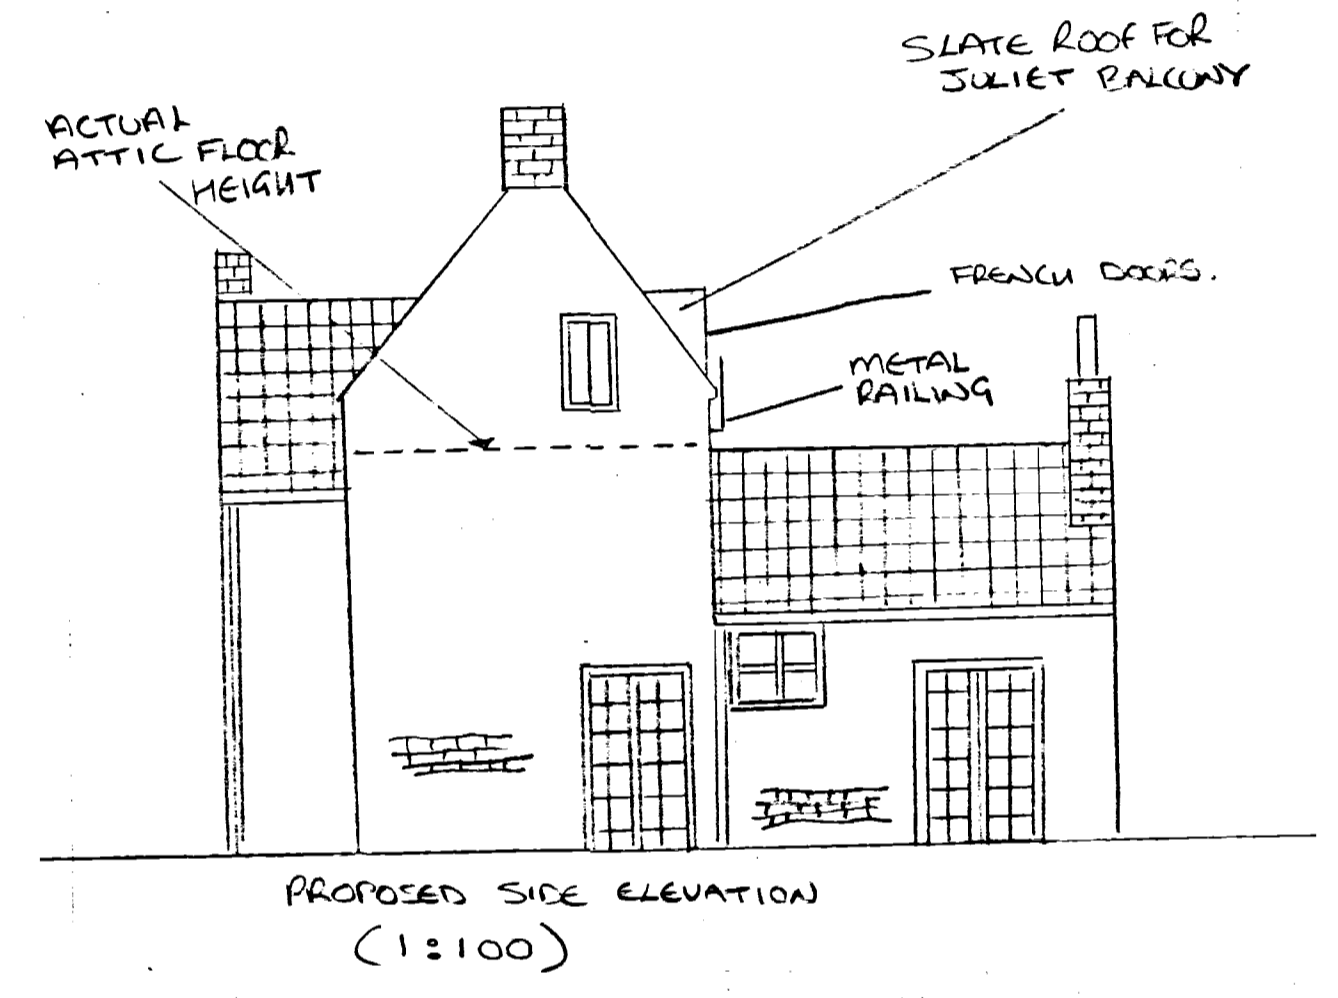 SLATE ROOF FOR
JULIET BALCONY
ACTUAL
ATTIC FLOOR
HEIGHT
FRENCH DOORS.
METAL
RAILING
PROPOSED SIDE ELEVATION
(1:100)